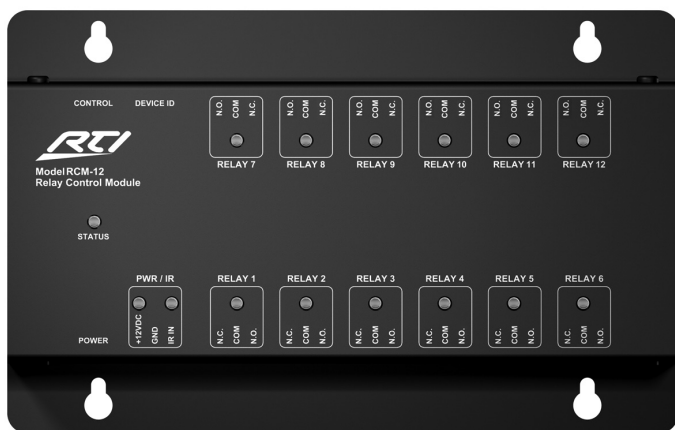 CONTROL DEVICE ID
N.O. COM N.C. N.O. COM N.C. N.O. COM N.C. N.O. COM N.C. N.O. COM N.C. N.O. COM N.C.
RELAY 7 RELAY 8 RELAY 9 RELAY 10 RELAY 11 RELAY 12
RTI
Model RCM-12
Relay Control Module
STATUS
PWR / IR RELAY 1 RELAY 2 RELAY 3 RELAY 4 RELAY 5 RELAY 6
+12VDC GND IR IN N.C. COM N.O. N.C. COM N.O. N.C. COM N.O. N.C. COM N.O. N.C. COM N.O. N.C. COM N.O.
POWER